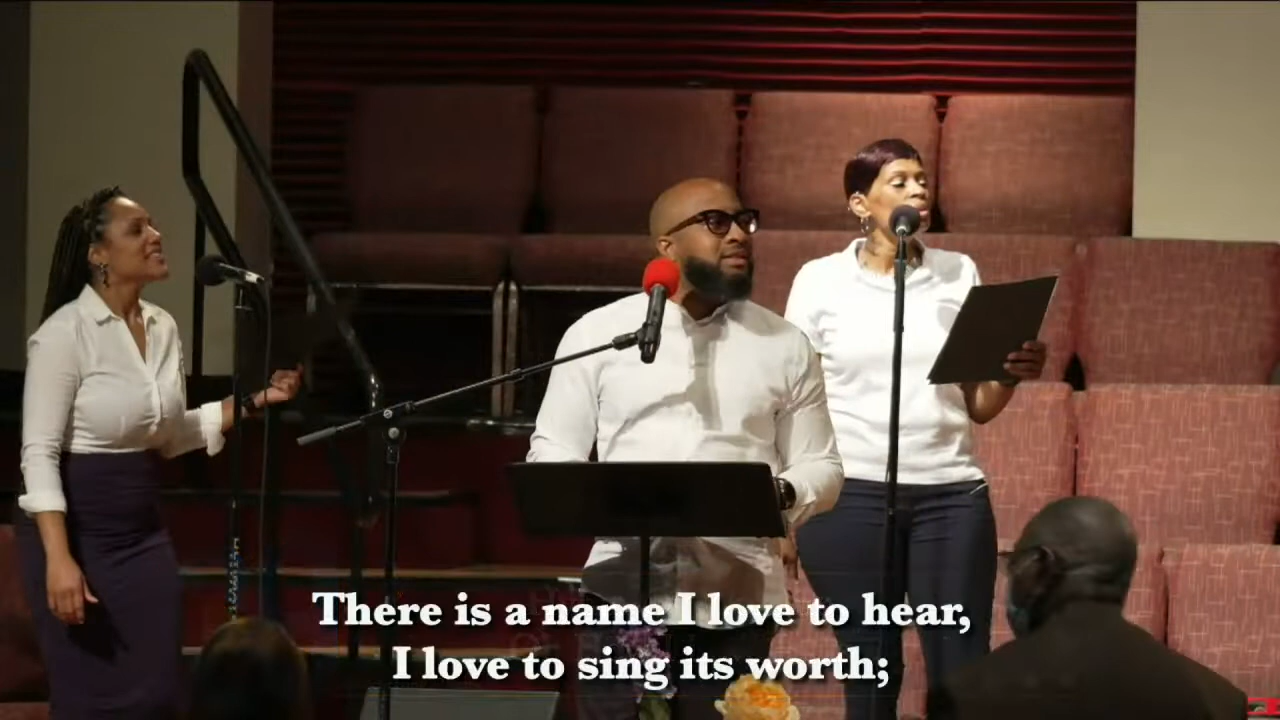 There is a name I love to hear,
I love to sing its worth;